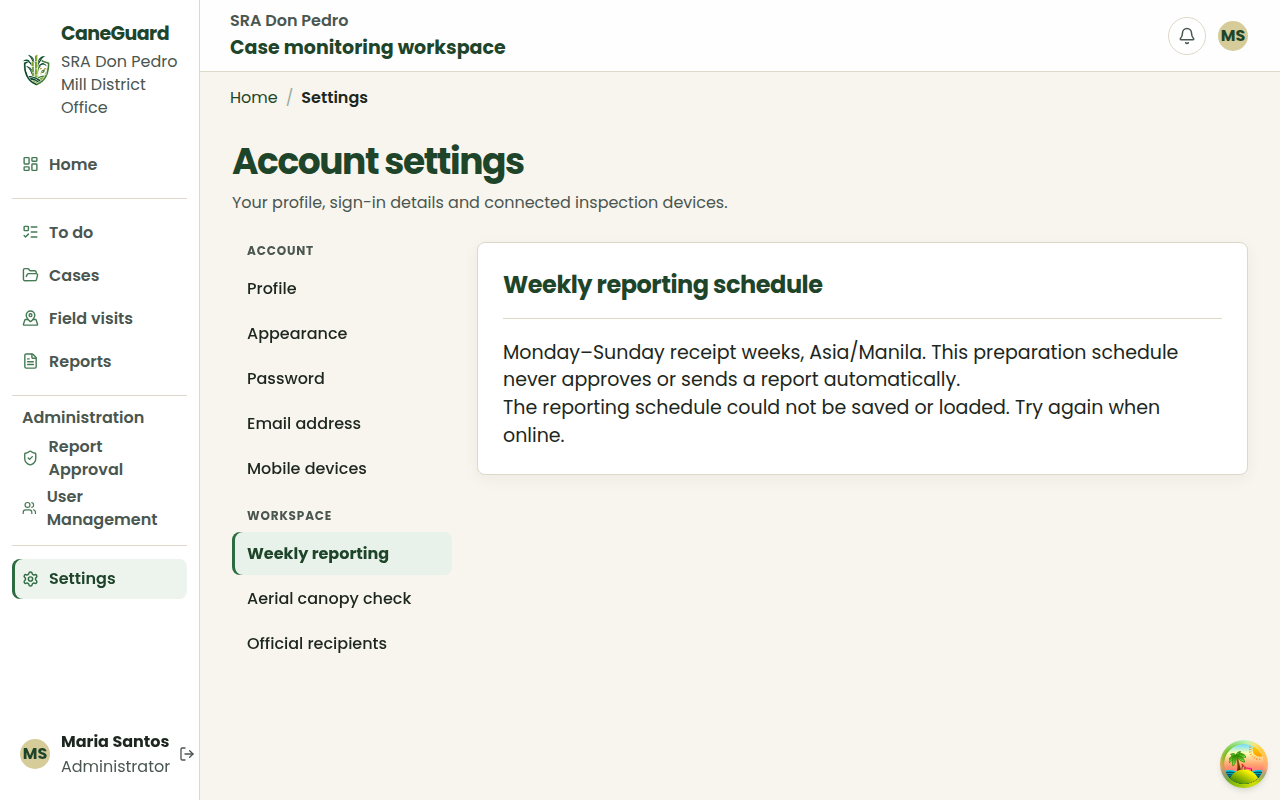 CaneGuard
SRA Don Pedro
Mill District
Office
Home
To do
Cases
Field visits
Reports
Administration
Report
Approval
User
Management
Settings
MS
Maria Santos
Administrator
SRA Don Pedro
Case monitoring workspace
MS
Home / Settings
Account settings
Your profile, sign-in details and connected inspection devices.
ACCOUNT
Profile
Appearance
Password
Email address
Mobile devices
WORKSPACE
Weekly reporting
Aerial canopy check
Official recipients
Weekly reporting schedule
Monday–Sunday receipt weeks, Asia/Manila. This preparation schedule
never approves or sends a report automatically.
The reporting schedule could not be saved or loaded. Try again when
online.